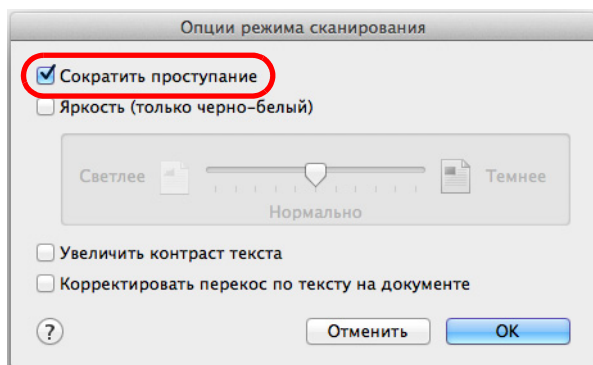 Опции режима сканирования
Сократить проступание
Яркость (только черно-белый)
Светлее Темнее
Нормально
Увеличить контраст текста
Корректировать перекос по тексту на документе
? Отменить OK